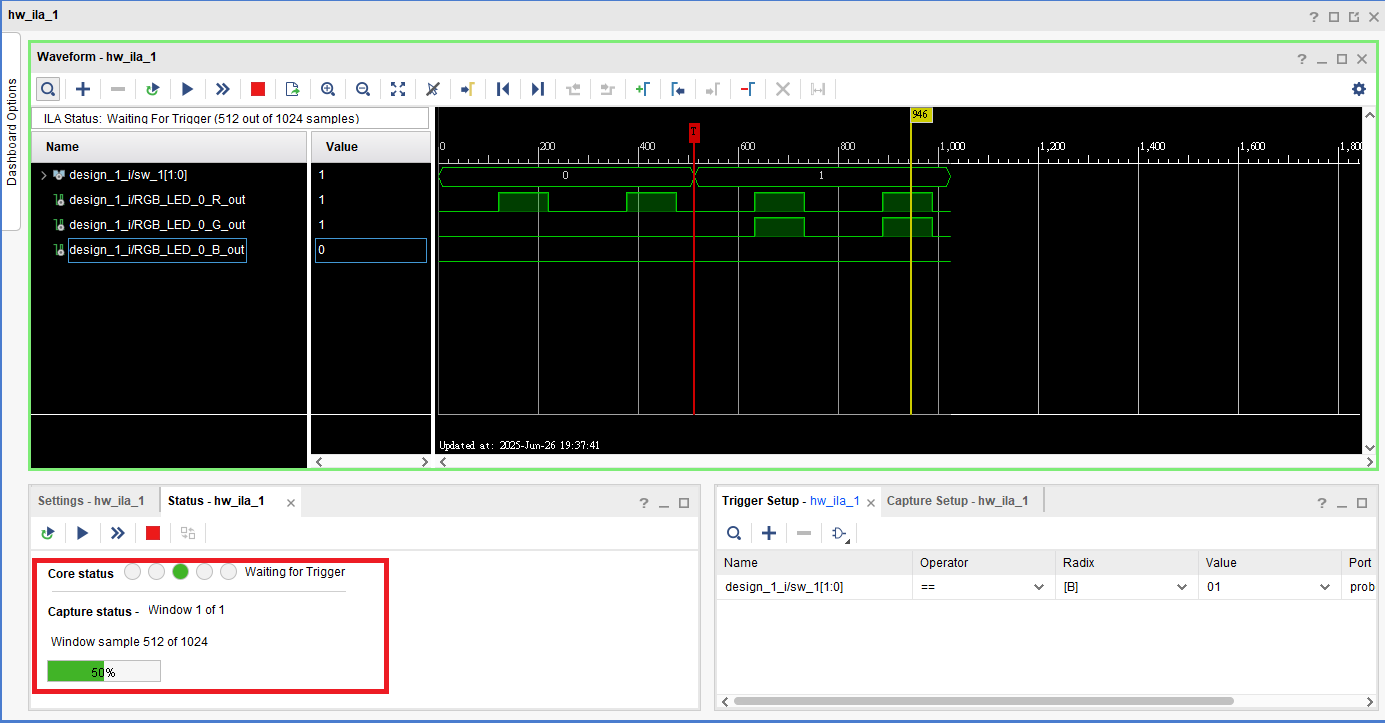 hw_ila_1
Dashboard Options
Waveform - hw_ila_1
ILA Status: Waiting For Trigger (512 out of 1024 samples)
Name Value
design_1_i/sw_1[1:0] 1
design_1_i/RGB_LED_0_R_out 1
design_1_i/RGB_LED_0_G_out 1
design_1_i/RGB_LED_0_B_out 0
946
T
0 200 400 600 800 1,000 1,200 1,400 1,600 1,800
0 1
Updated at: 2025-Jun-26 19:37:41
Settings - hw_ila_1 Status - hw_ila_1
Core status Waiting for Trigger
Capture status - Window 1 of 1
Window sample 512 of 1024
50%
Trigger Setup - hw_ila_1 Capture Setup - hw_ila_1
Name Operator Radix Value Port
design_1_i/sw_1[1:0] == [B] 01 prob